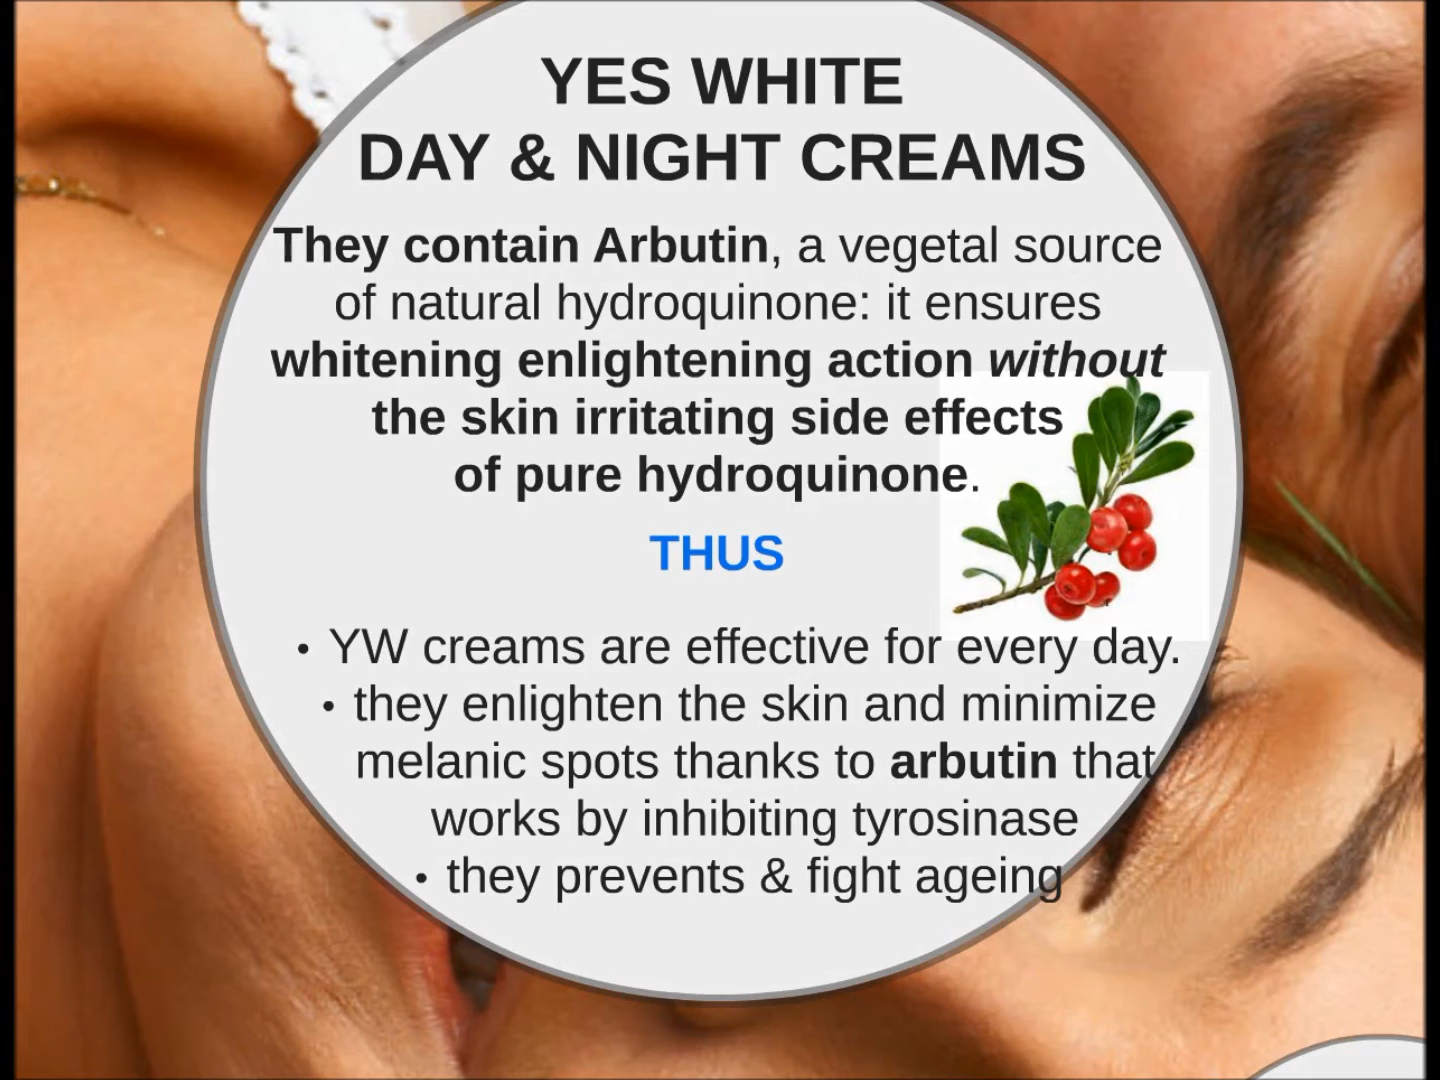 YES WHITE
DAY & NIGHT CREAMS
They contain Arbutin, a vegetal source
of natural hydroquinone: it ensures
whitening enlightening action without
the skin irritating side effects
of pure hydroquinone.
THUS
• YW creams are effective for every day.
• they enlighten the skin and minimize
melanic spots thanks to arbutin that
works by inhibiting tyrosinase
• they prevents & fight ageing